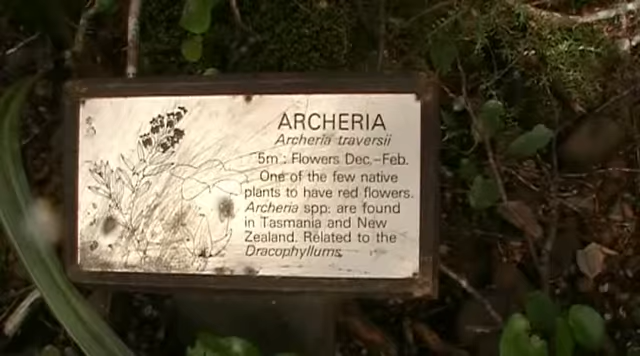 ARCHERIA
Archeria traversii
5m: Flowers Dec.-Feb.
One of the few native
plants to have red flowers.
Archeria spp: are found
in Tasmania and New
Zealand. Related to the
Dracophyllums